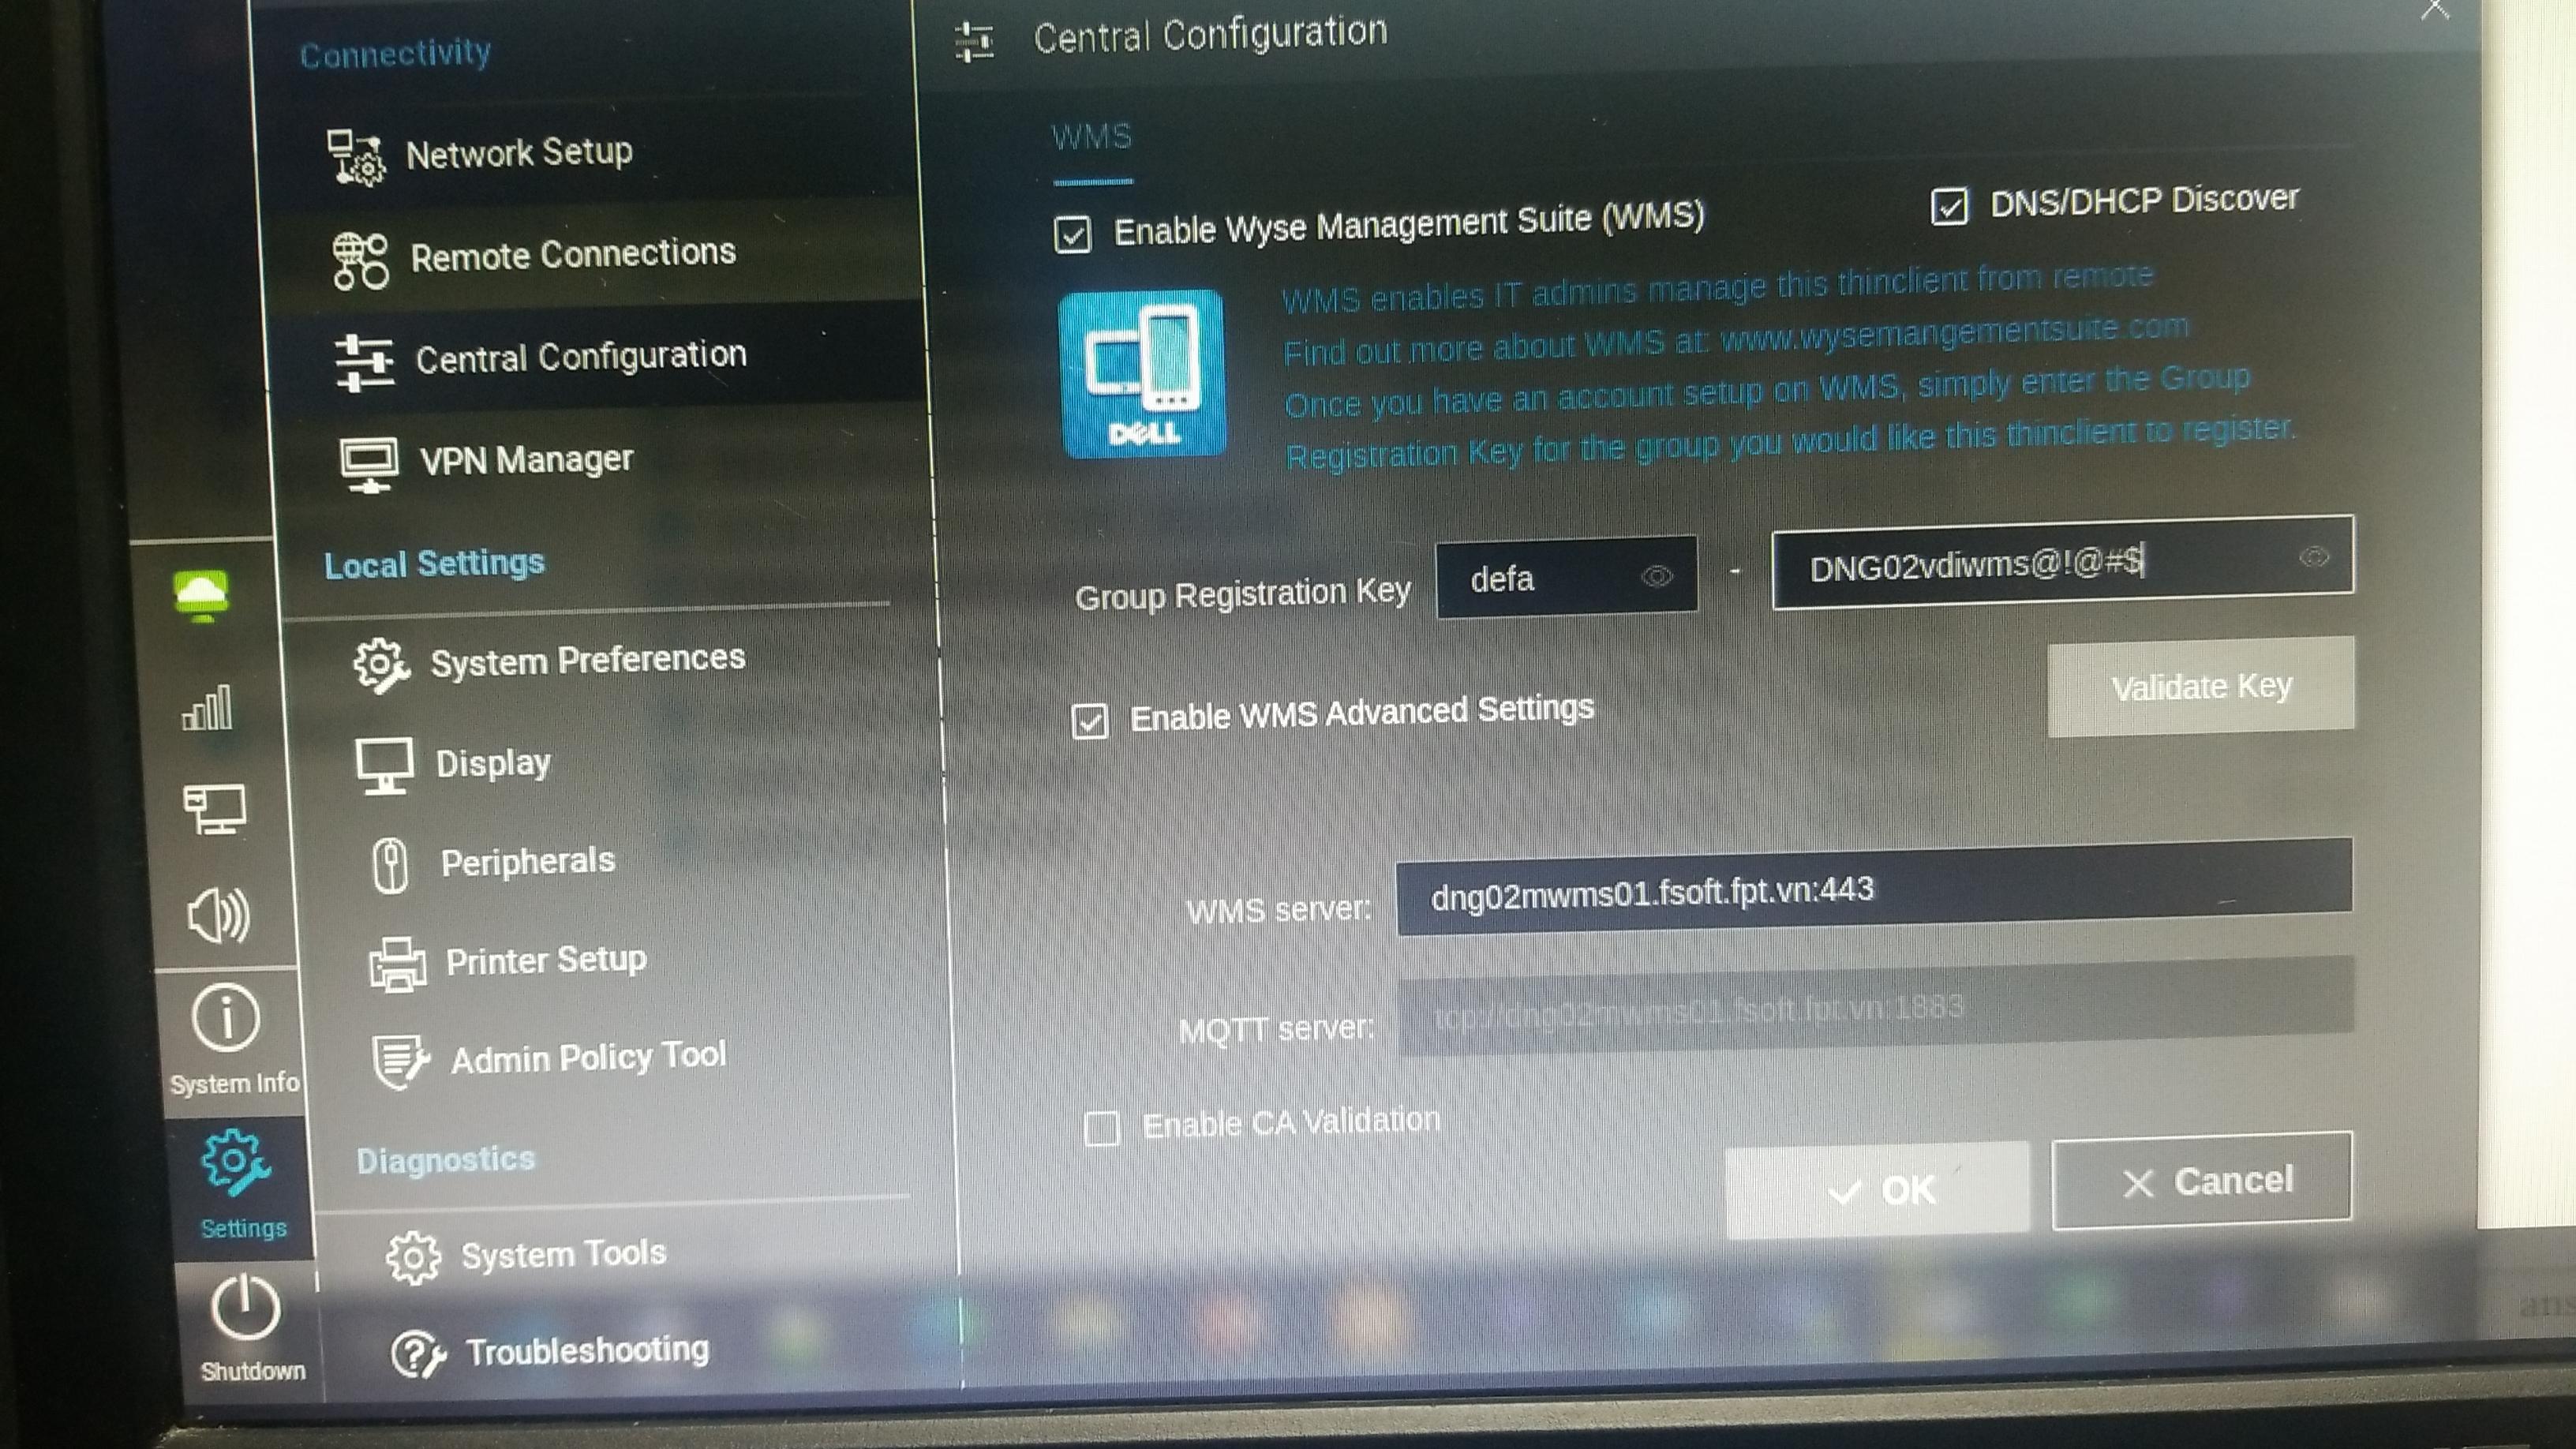 Connectivity
Network Setup
Remote Connections
Central Configuration
VPN Manager
Local Settings
System Preferences
Display
Peripherals
Printer Setup
Admin Policy Tool
Diagnostics
System Tools
Troubleshooting
System Info
Settings
Shutdown
Central Configuration
WMS
Enable Wyse Management Suite (WMS)
DNS/DHCP Discover
DELL
WMS enables IT admins manage this thinclient from remote
Find out more about WMS at: www.wysemangementsuite.com
Once you have an account setup on WMS, simply enter the Group
Registration Key for the group you would like this thinclient to register.
Group Registration Key defa - DNG02vdiwms@!@#$
Validate Key
Enable WMS Advanced Settings
WMS server: dng02mwms01.fsoft.fpt.vn:443
MQTT server: tcp://dng02mwms01.fsoft.fpt.vn:1883
Enable CA Validation
OK
Cancel